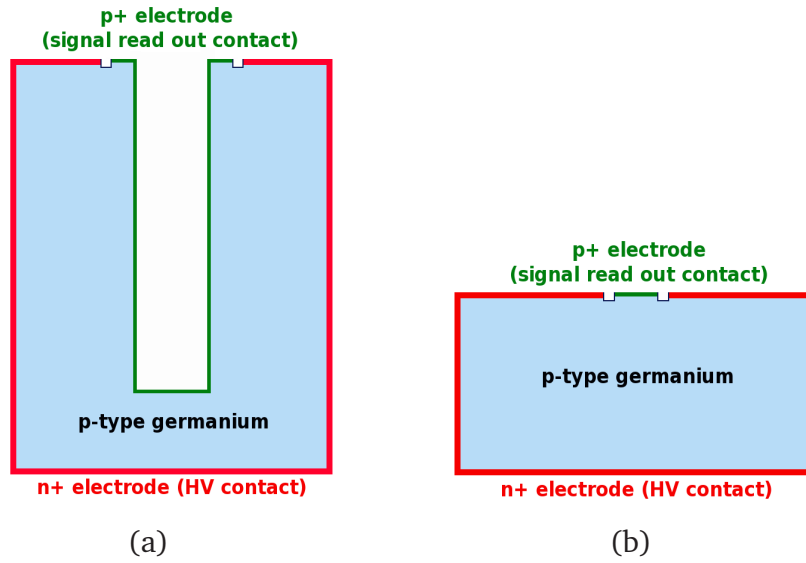 p+ electrode
(signal read out contact)
p-type germanium
n+ electrode (HV contact)
(a)
p+ electrode
(signal read out contact)
p-type germanium
n+ electrode (HV contact)
(b)